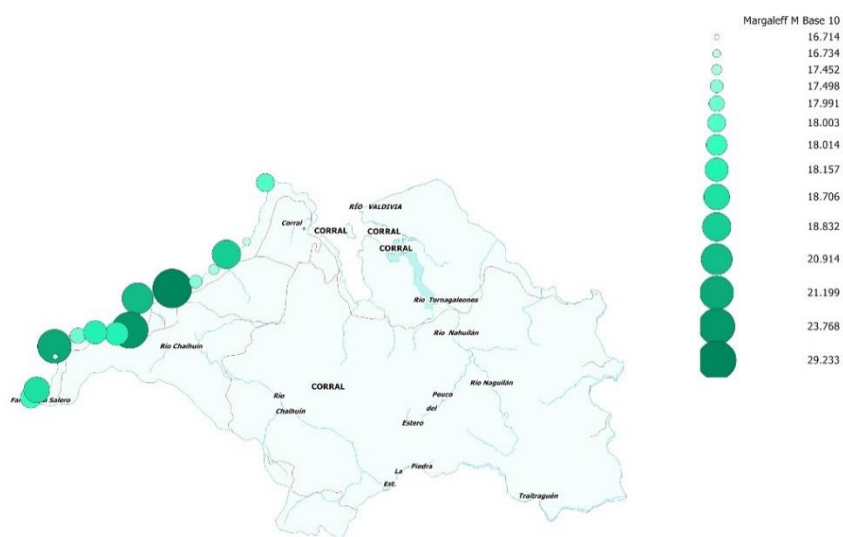 Margaleff M Base 10
16.714
16.734
17.452
17.498
17.991
18.003
18.014
18.157
18.706
18.832
20.914
21.199
23.768
29.233
RÍO VALDIVIA
Corral
CORRAL
CORRAL
CORRAL
Río Tornagaleones
Río Nahuilán
Río Chaihuín
CORRAL
Río
Chaihuín
Río Naguilán
Peuco
del
Estero
Salero
La
Piedra
Est.
Traitraguén